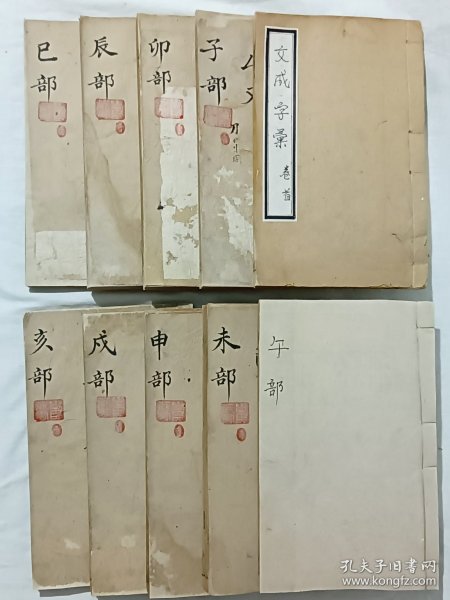 文成字彙 卷首
子部
卯部
辰部
巳部
午部
未部
申部
戌部
亥部
孔夫子旧书网
www.kongfz.com